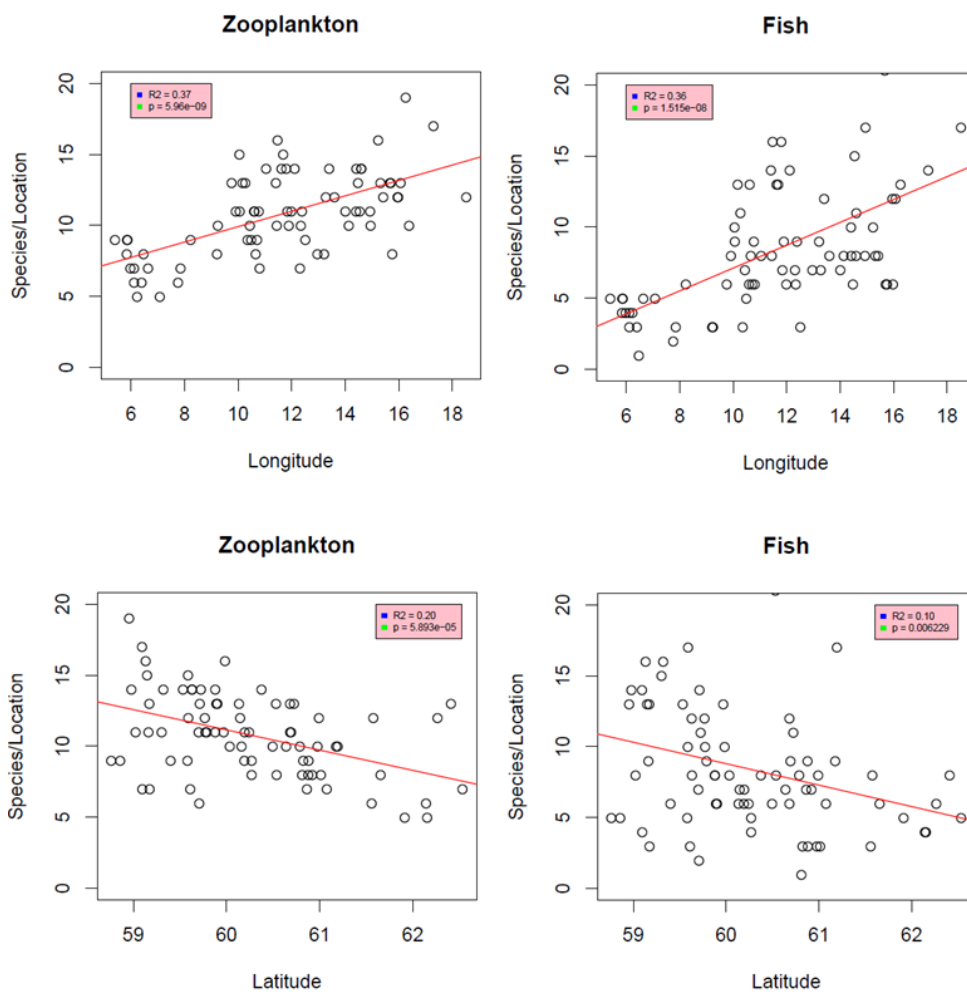 Zooplankton
Species/Location
20
15
10
5
0
R2 = 0.37
p = 5.96e−09
6 8 10 12 14 16 18
Longitude
Fish
Species/Location
20
15
10
5
0
R2 = 0.36
p = 1.515e−08
6 8 10 12 14 16 18
Longitude
Zooplankton
Species/Location
20
15
10
5
0
R2 = 0.20
p = 5.893e−05
59 60 61 62
Latitude
Fish
Species/Location
20
15
10
5
0
R2 = 0.10
p = 0.006229
59 60 61 62
Latitude